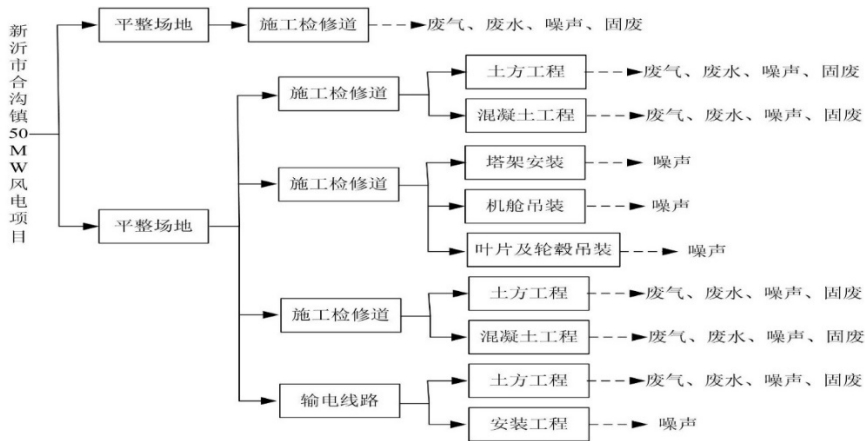 新沂市合沟镇50MW风电项目
平整场地
施工检修道
废气、废水、噪声、固废
施工检修道
土方工程
废气、废水、噪声、固废
混凝土工程
废气、废水、噪声、固废
平整场地
施工检修道
塔架安装
噪声
机舱吊装
噪声
叶片及轮毂吊装
噪声
施工检修道
土方工程
废气、废水、噪声、固废
混凝土工程
废气、废水、噪声、固废
输电线路
土方工程
废气、废水、噪声、固废
安装工程
噪声